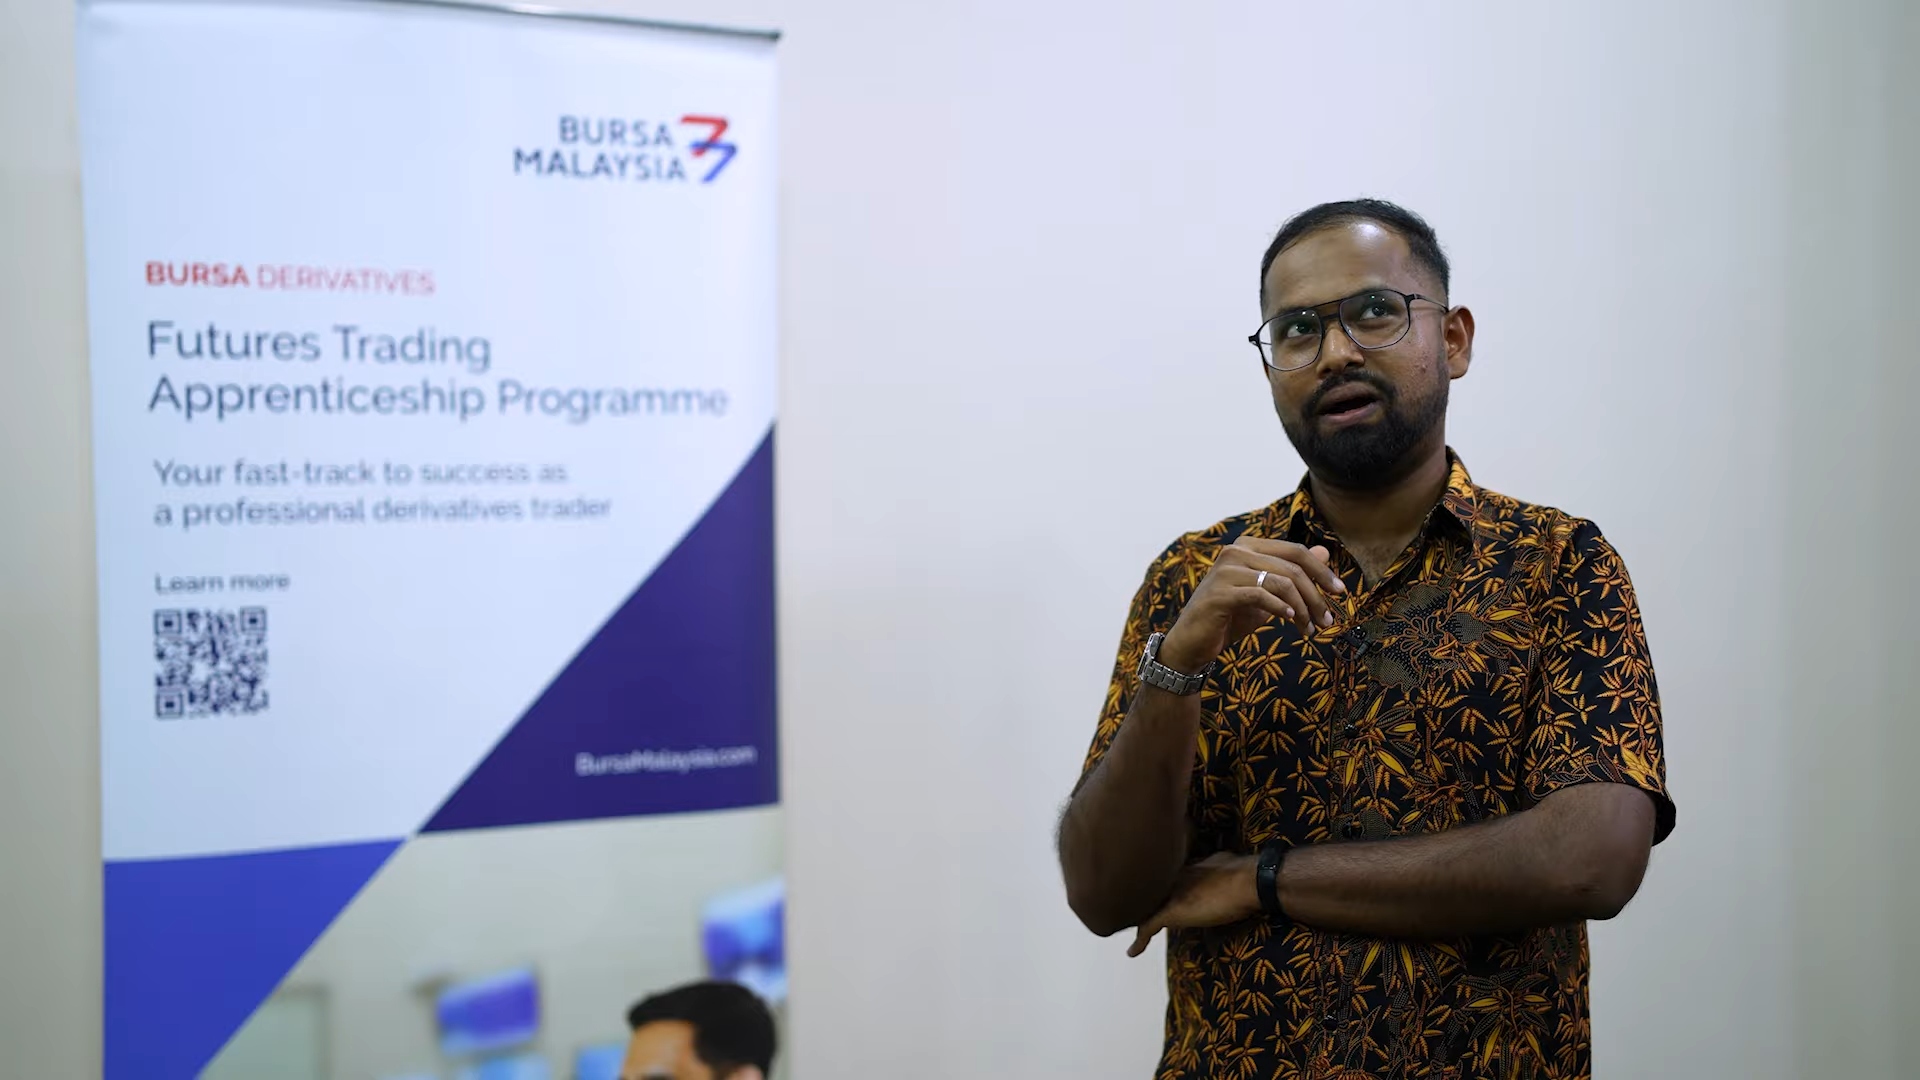 BURSA
MALAYSIA
BURSA DERIVATIVES
Futures Trading
Apprenticeship Programme
Your fast-track to success as
a professional derivatives trader
Learn more
BursaMalaysia.com